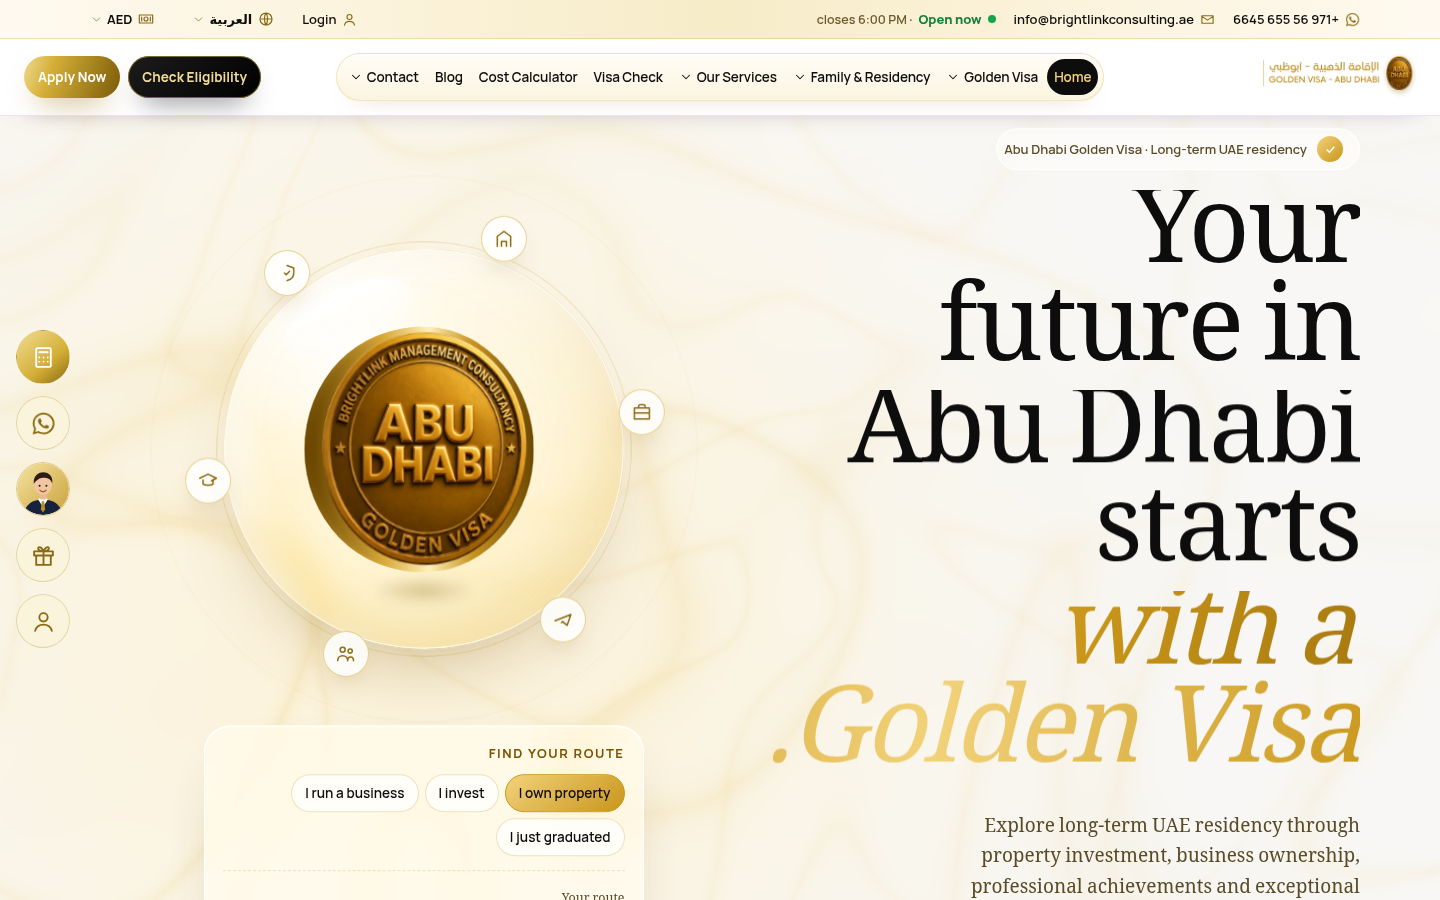 AED
العربية
Login
closes 6:00 PM · Open now
info@brightlinkconsulting.ae
6645 655 56 971+
Apply Now
Check Eligibility
Contact
Blog
Cost Calculator
Visa Check
Our Services
Family & Residency
Golden Visa
Home
الإقامة الذهبية - ابوظبي
GOLDEN VISA - ABU DHABI
Abu Dhabi Golden Visa · Long-term UAE residency
Your
future in
Abu Dhabi
starts
with a
.Golden Visa
BRIGHTLINK MANAGEMENT CONSULTANCY
ABU
DHABI
GOLDEN VISA
FIND YOUR ROUTE
I run a business
I invest
I own property
I just graduated
Your route
Explore long-term UAE residency through
property investment, business ownership,
professional achievements and exceptional